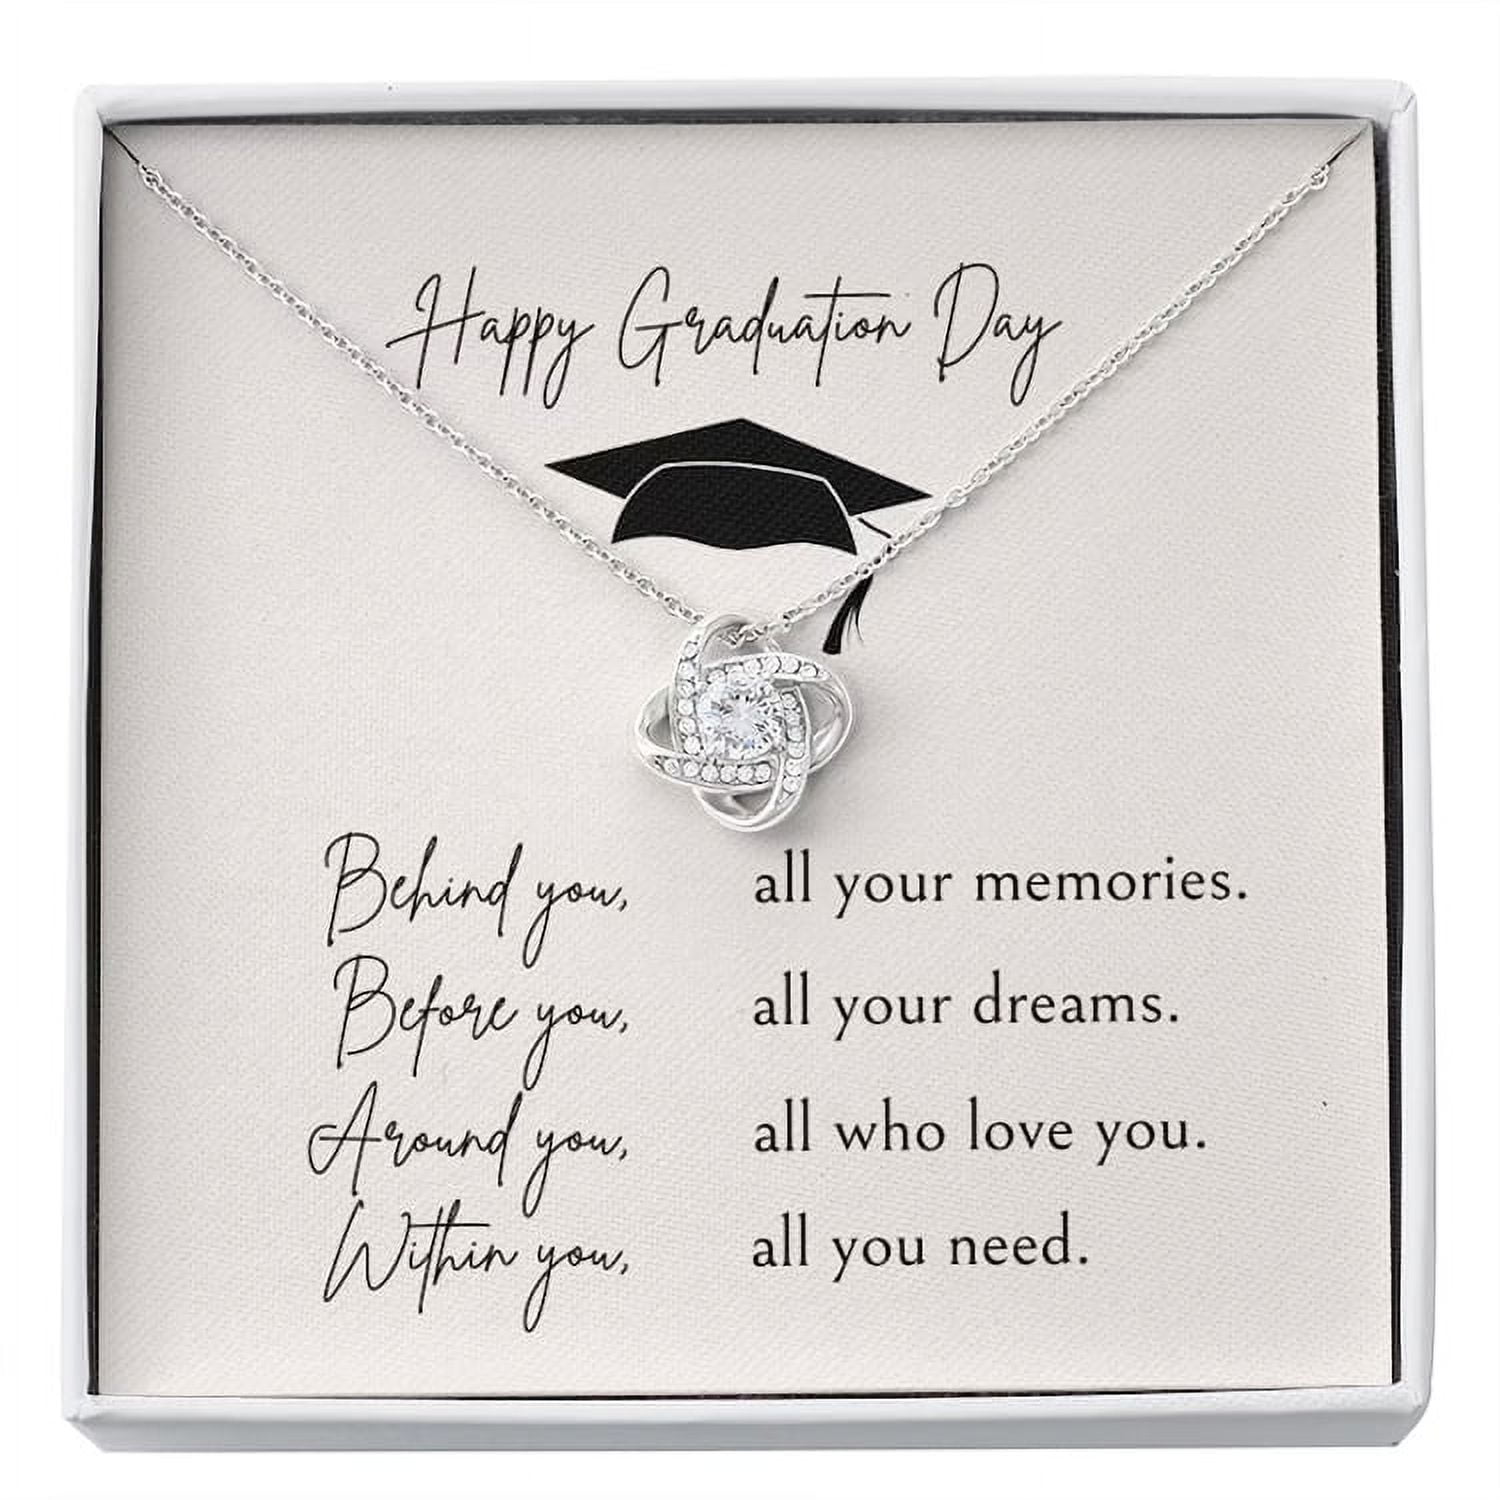 Happy Graduation Day
Behind you, all your memories.
Before you, all your dreams.
Around you, all who love you.
Within you, all you need.